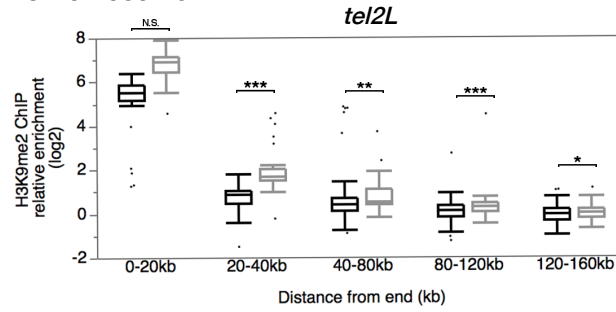 tel2L
N.S.
8
***
**
***
6
4
2
*
0
-2
H3K9me2 ChIP
relative enrichment
(log2)
0-20kb 20-40kb 40-80kb 80-120kb 120-160kb
Distance from end (kb)